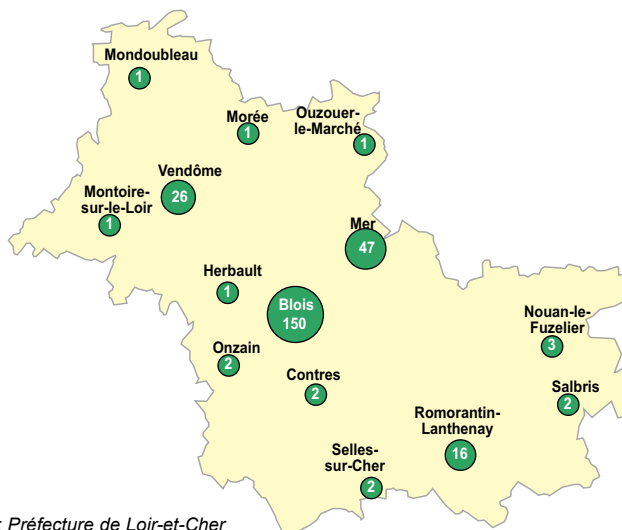 Mondoubleau
1
Morée
1
Ouzouer-
le-Marché
1
Vendôme
26
Montoire-
sur-le-Loir
1
Mer
47
Herbault
1
Blois
150
Nouan-le-
Fuzelier
3
Onzain
2
Contres
2
Salbris
2
Romorantin-
Lanthenay
16
Selles-
sur-Cher
2
: Préfecture de Loir-et-Cher